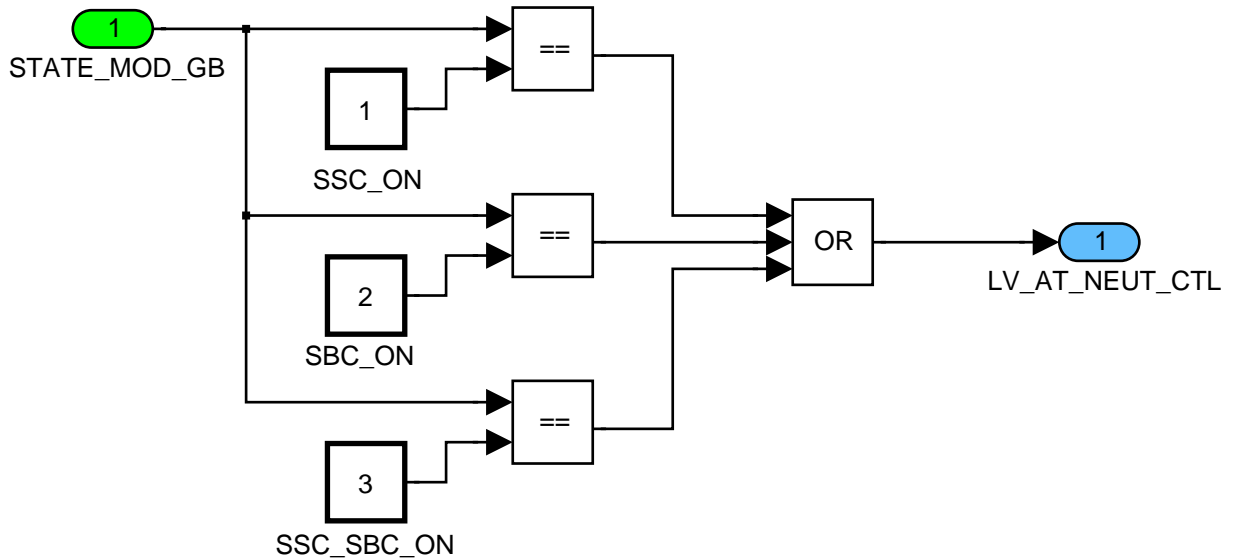 1
STATE_MOD_GB
==
1
SSC_ON
==
OR
1
LV_AT_NEUT_CTL
2
SBC_ON
==
3
SSC_SBC_ON